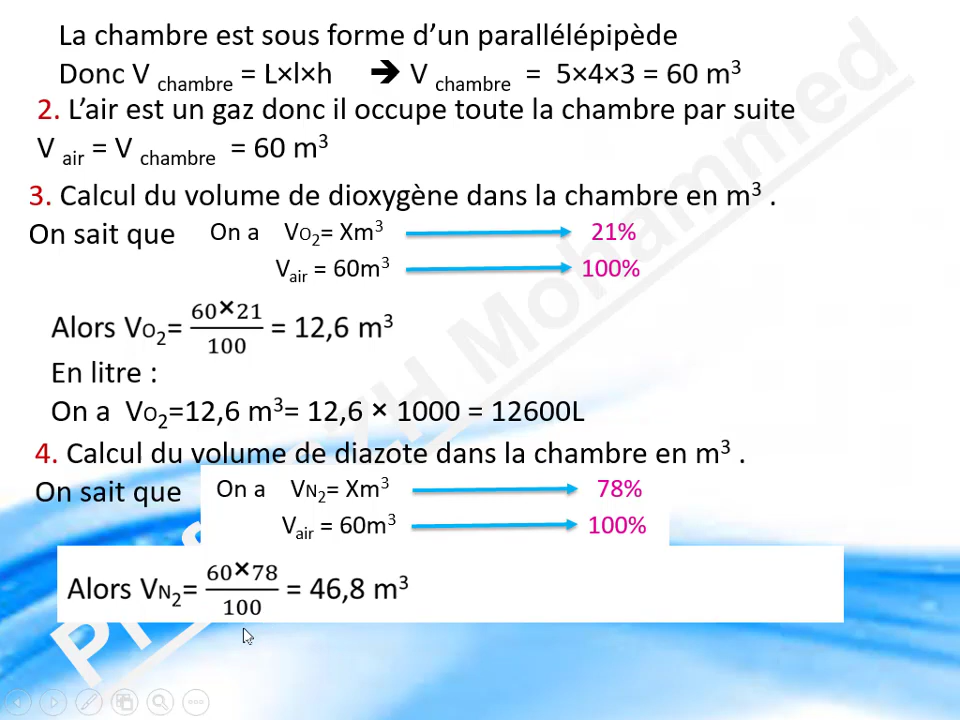 La chambre est sous forme d’un parallélépipède
Donc V chambre = L×l×h ➔ V chambre = 5×4×3 = 60 m³
2. L’air est un gaz donc il occupe toute la chambre par suite
V air = V chambre = 60 m³
3. Calcul du volume de dioxygène dans la chambre en m³ .
On sait que On a VO₂= Xm³ 21%
Vair = 60m³ 100%
Alors VO₂= 60×21/100 = 12,6 m³
En litre :
On a VO₂=12,6 m³= 12,6 × 1000 = 12600L
4. Calcul du volume de diazote dans la chambre en m³ .
On sait que On a VN₂= Xm³ 78%
Vair = 60m³ 100%
Alors VN₂= 60×78/100 = 46,8 m³
Mohammed